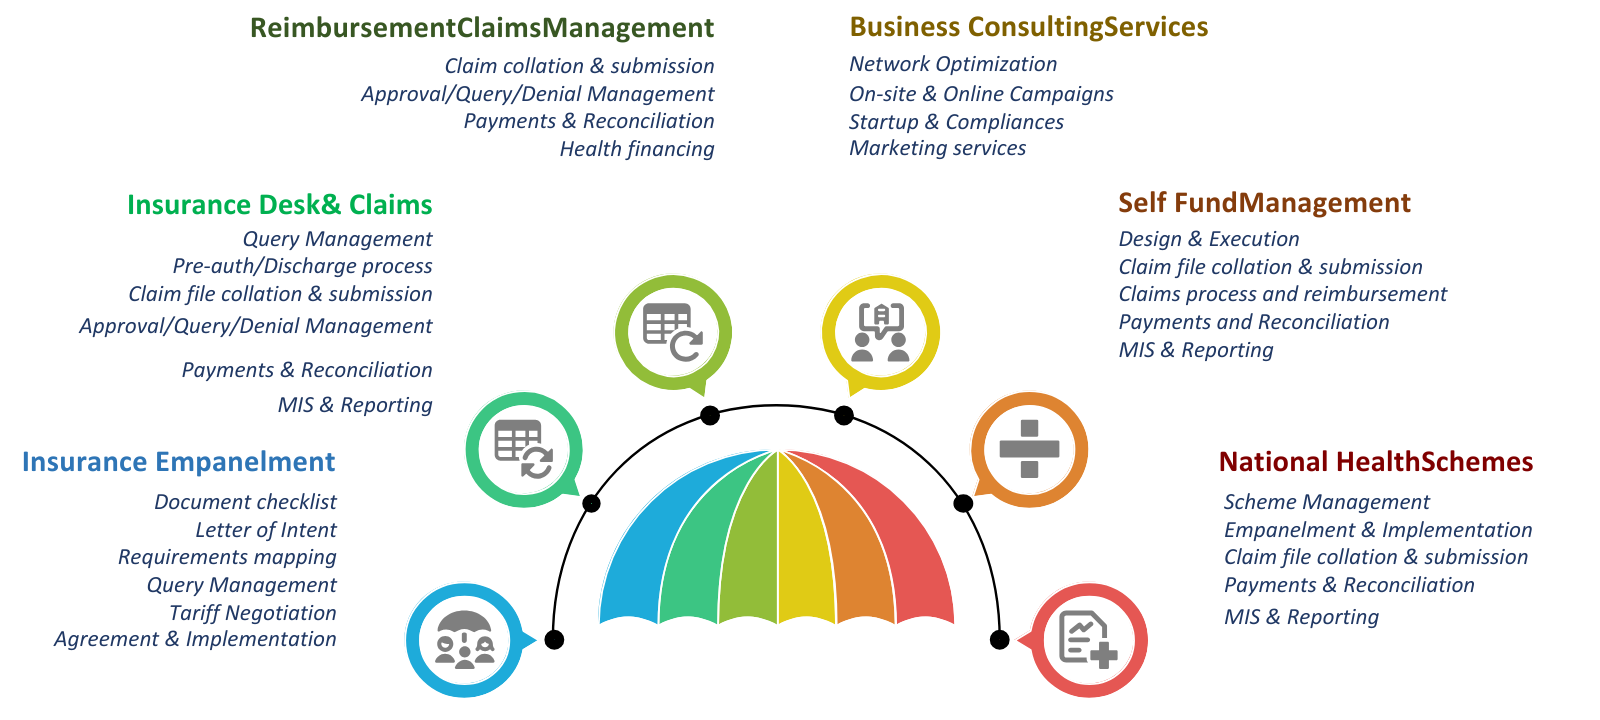 ReimbursementClaimsManagement
Claim collation & submission
Approval/Query/Denial Management
Payments & Reconciliation
Health financing
Business ConsultingServices
Network Optimization
On-site & Online Campaigns
Startup & Compliances
Marketing services
Insurance Desk& Claims
Query Management
Pre-auth/Discharge process
Claim file collation & submission
Approval/Query/Denial Management
Payments & Reconciliation
MIS & Reporting
Self FundManagement
Design & Execution
Claim file collation & submission
Claims process and reimbursement
Payments and Reconciliation
MIS & Reporting
Insurance Empanelment
Document checklist
Letter of Intent
Requirements mapping
Query Management
Tariff Negotiation
Agreement & Implementation
National HealthSchemes
Scheme Management
Empanelment & Implementation
Claim file collation & submission
Payments & Reconciliation
MIS & Reporting